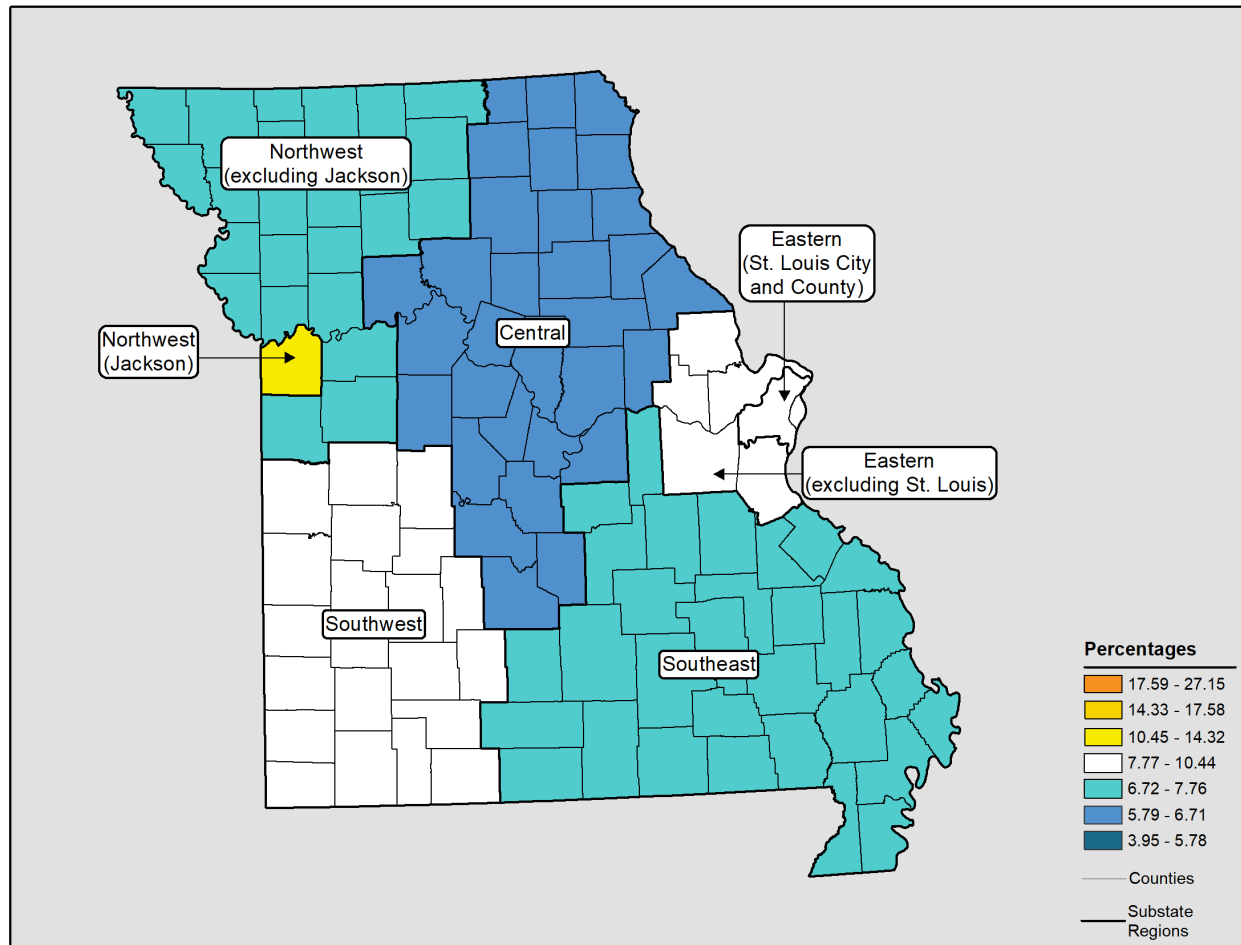 Northwest
(excluding Jackson)
Eastern
(St. Louis City
and County)
Northwest
(Jackson)
Central
Eastern
(excluding St. Louis)
Southwest
Southeast
Percentages
17.59 - 27.15
14.33 - 17.58
10.45 - 14.32
7.77 - 10.44
6.72 - 7.76
5.79 - 6.71
3.95 - 5.78
Counties
Substate
Regions